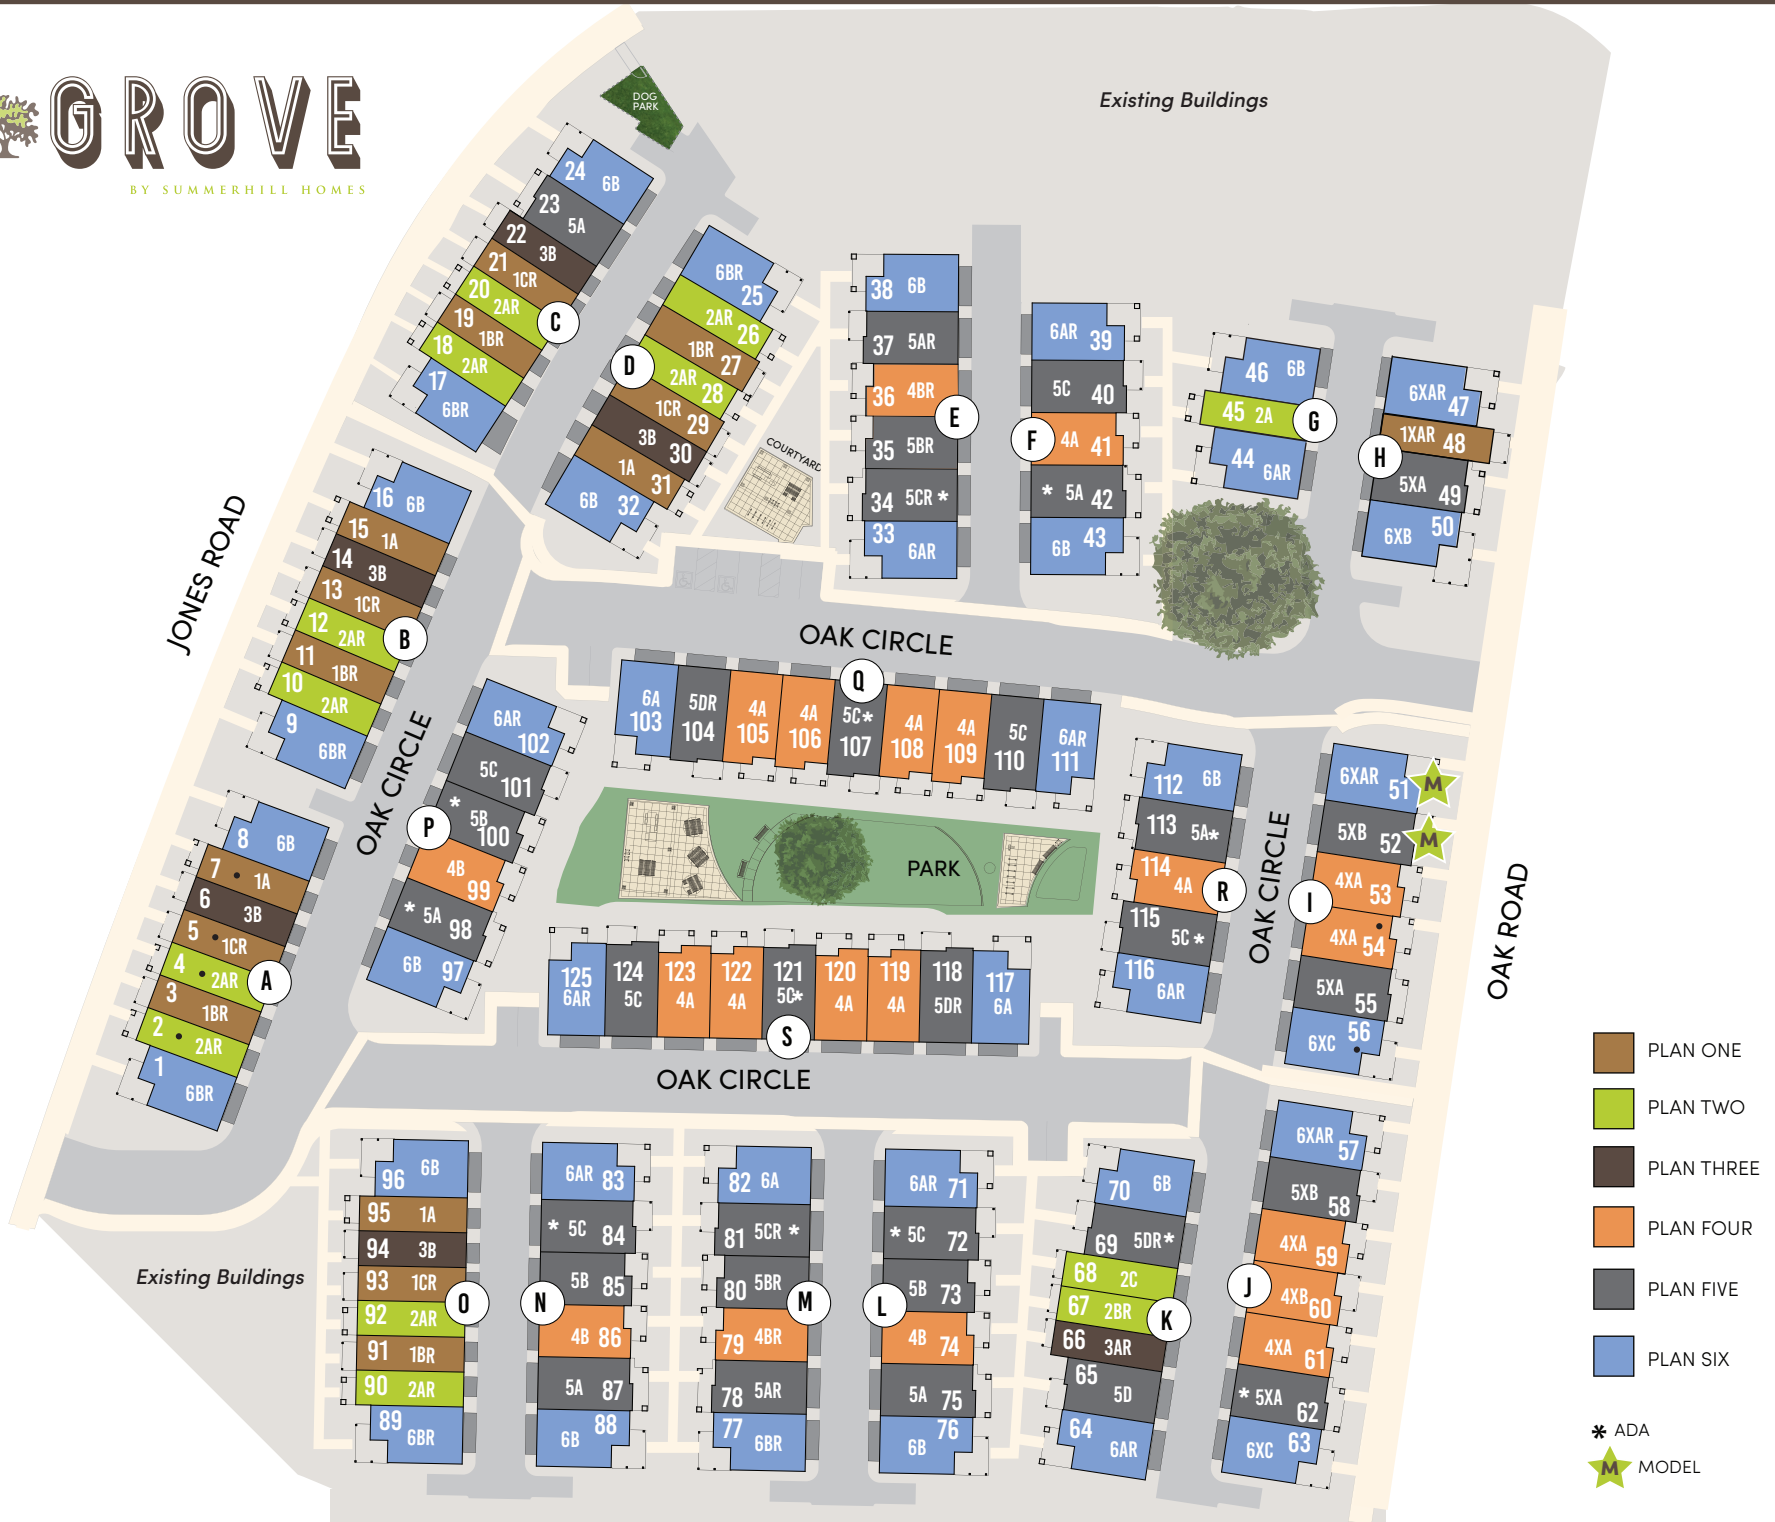 GROVE
BY SUMMERHILL HOMES
DOG
PARK
Existing Buildings
24 6B
23 5A
22 3B
21 1CR
20 2AR
19 1BR
18 2AR
17 6BR
C
6BR 25
2AR 26
1BR 27
2AR 28
1CR 29
3B 30
1A 31
6B 32
D
COURTYARD
38 6B
37 5AR
36 4BR
35 5BR
34 5CR *
33 6AR
E
6AR 39
5C 40
4A 41
* 5A 42
6B 43
F
46 6B
45 2A
44 6AR
G
6XAR 47
1XAR 48
5XA 49
6XB 50
H
JONES ROAD
16 6B
15 1A
14 3B
13 1CR
12 2AR
11 1BR
10 2AR
9 6BR
B
OAK CIRCLE
OAK CIRCLE
8 6B
7 1A
6 3B
5 1CR
4 2AR
3 1BR
2 2AR
1 6BR
A
6AR 102
5C 101
* 5B 100
4B 99
* 5A 98
6B 97
P
6A 103
5DR 104
4A 105
4A 106
5C* 107
4A 108
4A 109
5C 110
6AR 111
Q
PARK
112 6B
113 5A*
114 4A
115 5C *
116 6AR
R
OAK CIRCLE
6XAR 51 M
5XB 52 M
4XA 53
4XA 54
5XA 55
6XC 56
I
OAK ROAD
125 6AR
124 5C
123 4A
122 4A
121 5C*
120 4A
119 4A
118 5DR
117 6A
S
OAK CIRCLE
Existing Buildings
96 6B
95 1A
94 3B
93 1CR
92 2AR
91 1BR
90 2AR
89 6BR
O
6AR 83
* 5C 84
5B 85
4B 86
5A 87
6B 88
N
82 6A
81 5CR *
80 5BR
79 4BR
78 5AR
77 6BR
M
6AR 71
* 5C 72
5B 73
4B 74
5A 75
6B 76
L
70 6B
69 5DR*
68 2C
67 2BR
66 3AR
65 5D
64 6AR
K
6XAR 57
5XB 58
4XA 59
4XB 60
4XA 61
* 5XA 62
6XC 63
J
PLAN ONE
PLAN TWO
PLAN THREE
PLAN FOUR
PLAN FIVE
PLAN SIX
* ADA
M MODEL